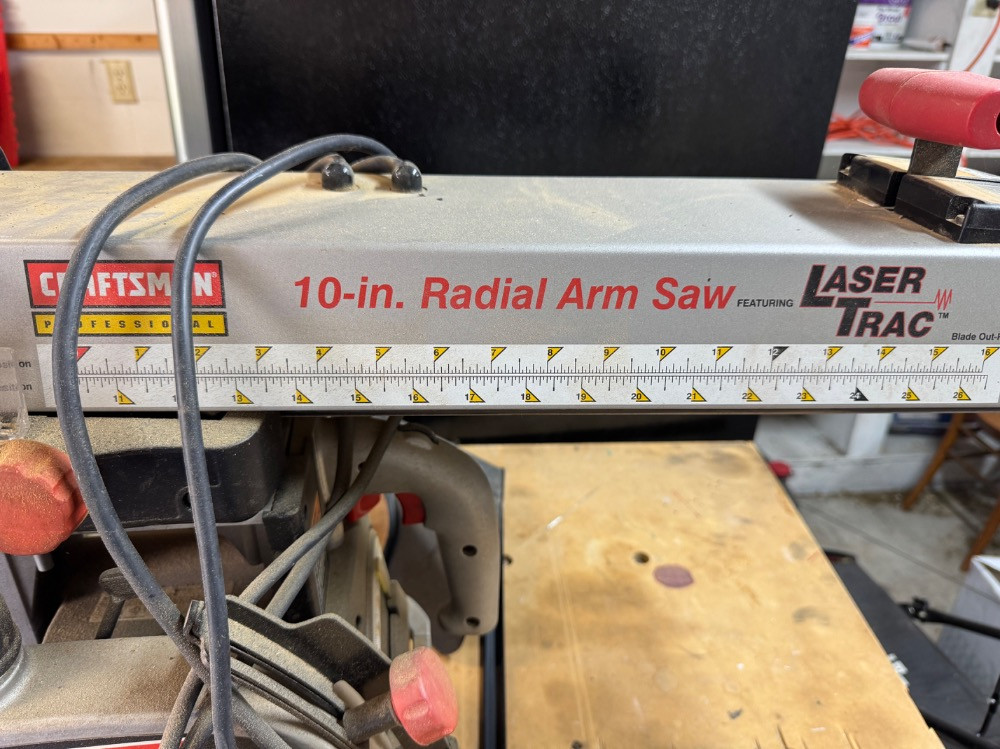 CRAFTSMAN®
PROFESSIONAL
10-in. Radial Arm Saw FEATURING LASER TRAC™
Blade Out-
1 2 3 4 5 6 7 8 9 10 11 12 13 14 15 16
11 13 14 15 16 17 18 19 20 21 22 23 24 25 26